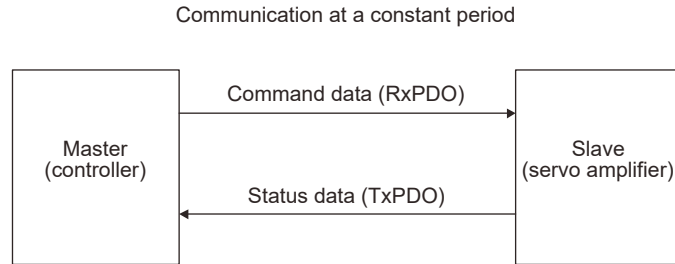 Communication at a constant period
Command data (RxPDO)
Master
(controller)
Slave
(servo amplifier)
Status data (TxPDO)